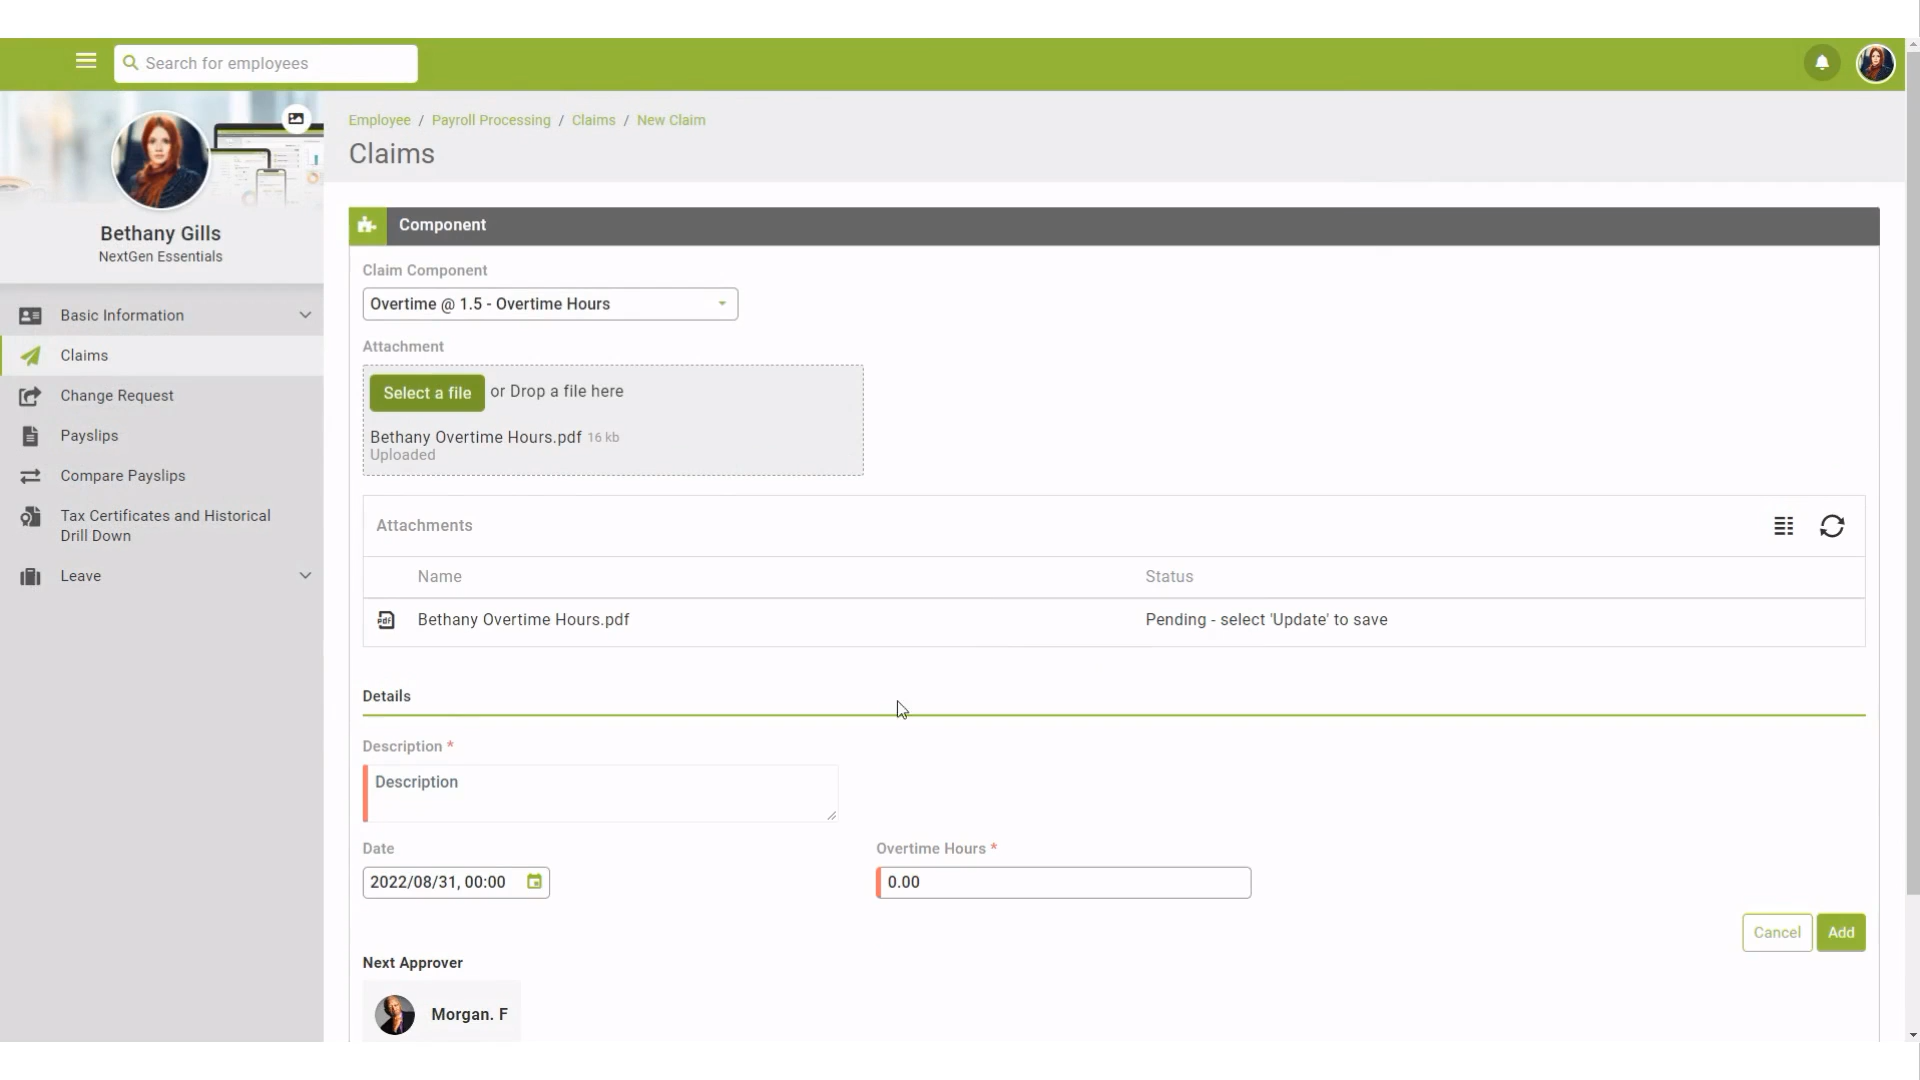 Search for employees
Employee / Payroll Processing / Claims / New Claim
Claims
Bethany Gills
NextGen Essentials
Basic Information
Claims
Change Request
Payslips
Compare Payslips
Tax Certificates and Historical
Drill Down
Leave
Component
Claim Component
Overtime @ 1.5 - Overtime Hours
Attachment
Select a file or Drop a file here
Bethany Overtime Hours.pdf 16 kb
Uploaded
Attachments
Name Status
PDF Bethany Overtime Hours.pdf Pending - select 'Update' to save
Details
Description *
Description
Date Overtime Hours *
2022/08/31, 00:00 0.00
Cancel Add
Next Approver
Morgan. F